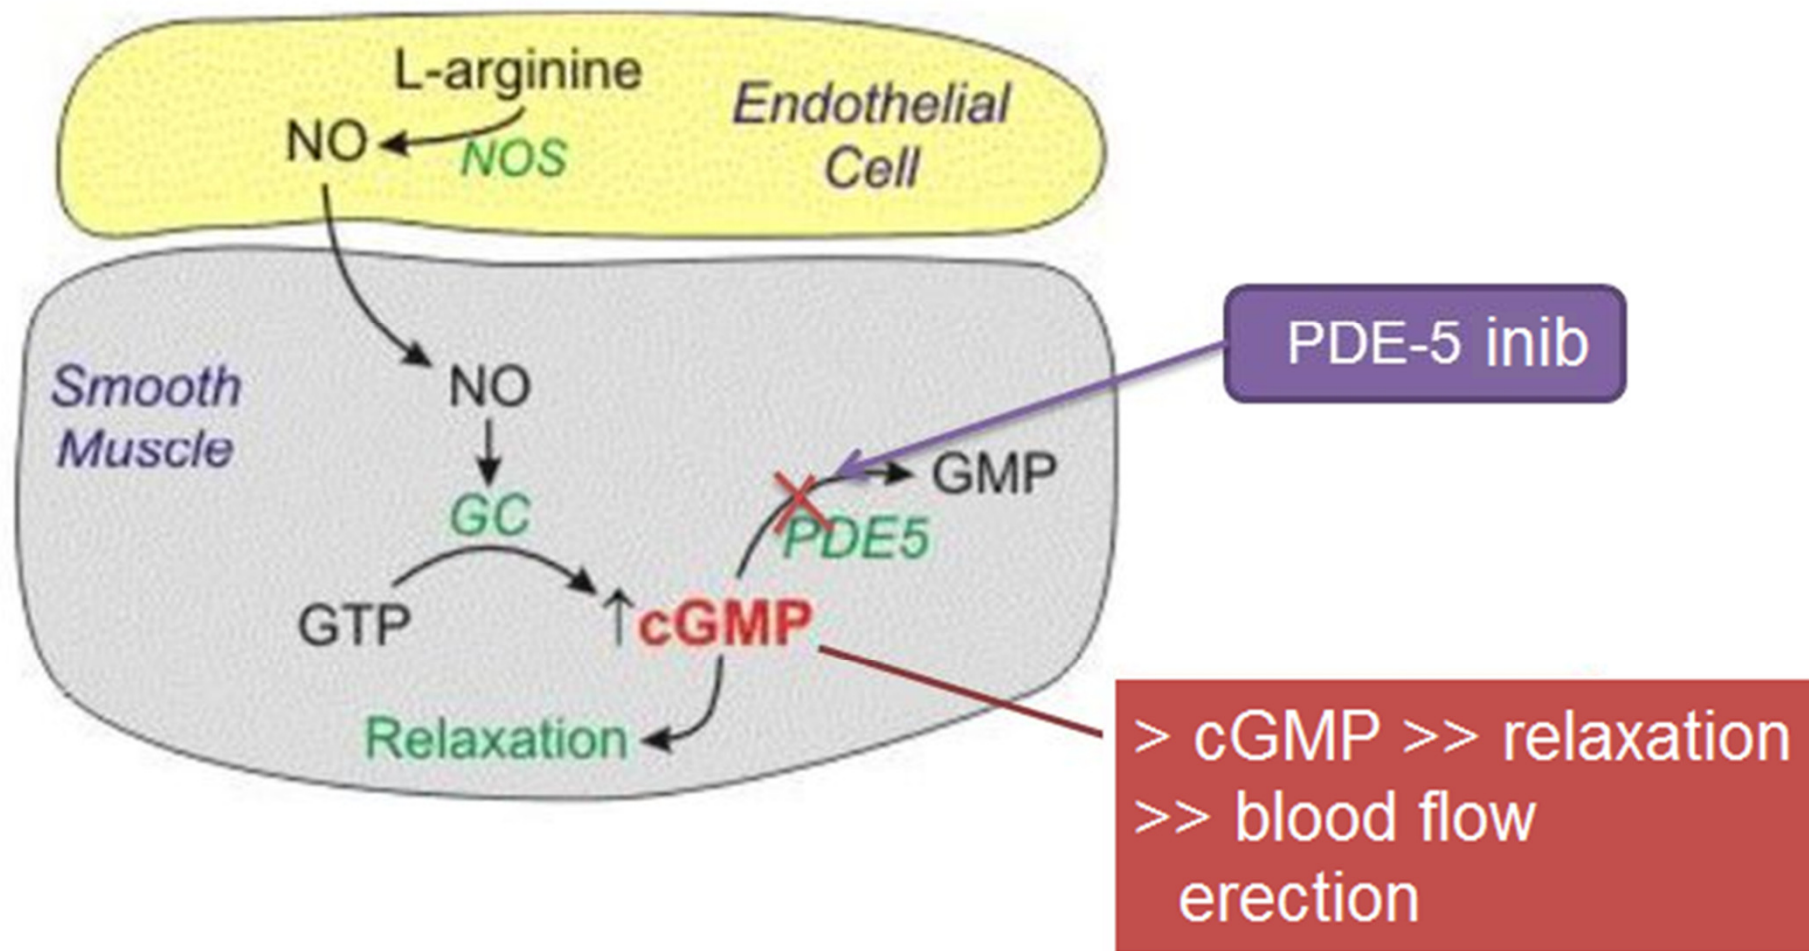 L-arginine
NO
NOS
Endothelial
Cell
Smooth
Muscle
NO
GC
GTP
↑cGMP
PDE5
GMP
Relaxation
PDE-5 inib
> cGMP >> relaxation
>> blood flow
erection